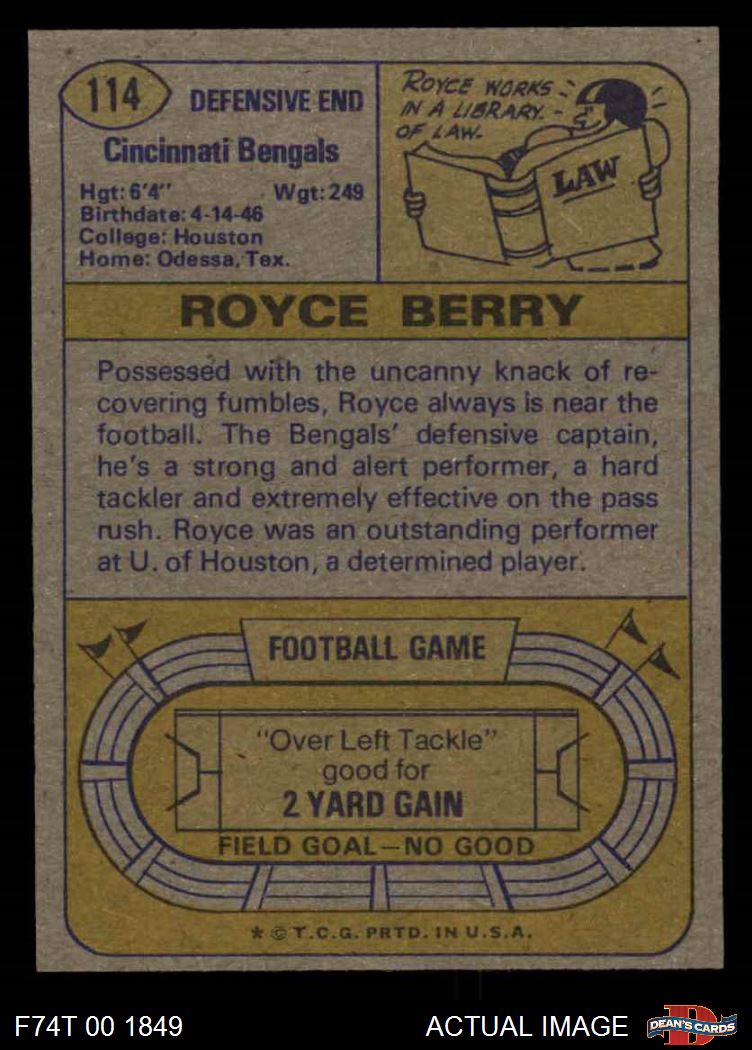 114
DEFENSIVE END
Cincinnati Bengals
Hgt: 6'4" Wgt: 249
Birthdate: 4-14-46
College: Houston
Home: Odessa, Tex.
ROYCE WORKS
IN A LIBRARY
OF LAW.
LAW
ROYCE BERRY
Possessed with the uncanny knack of re-
covering fumbles, Royce always is near the
football. The Bengals' defensive captain,
he's a strong and alert performer, a hard
tackler and extremely effective on the pass
rush. Royce was an outstanding performer
at U. of Houston, a determined player.
FOOTBALL GAME
"Over Left Tackle"
good for
2 YARD GAIN
FIELD GOAL—NO GOOD
* © T.C.G. PRTD. IN U.S.A.
F74T 00 1849
ACTUAL IMAGE
D
DEAN'S CARDS